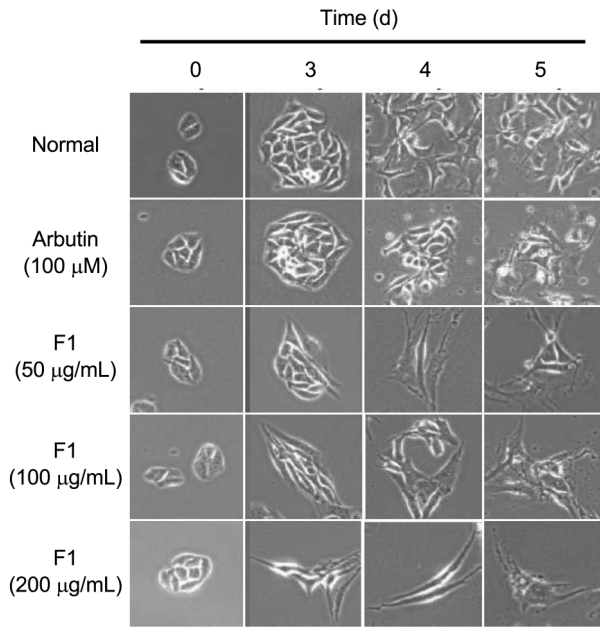 Time (d)
0 3 4 5
Normal
Arbutin
(100 μM)
F1
(50 μg/mL)
F1
(100 μg/mL)
F1
(200 μg/mL)